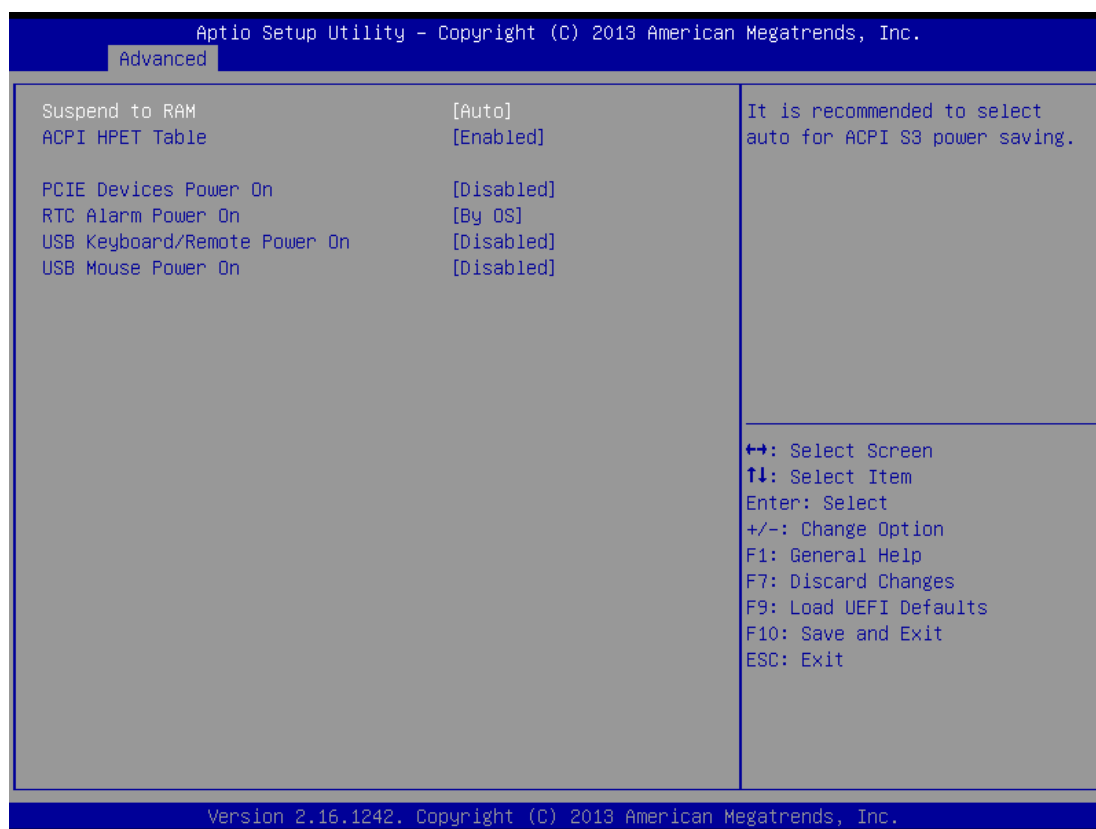 Aptio Setup Utility – Copyright (C) 2013 American Megatrends, Inc.
Advanced
Suspend to RAM [Auto]
ACPI HPET Table [Enabled]
PCIE Devices Power On [Disabled]
RTC Alarm Power On [By OS]
USB Keyboard/Remote Power On [Disabled]
USB Mouse Power On [Disabled]
It is recommended to select
auto for ACPI S3 power saving.
↔: Select Screen
↑↓: Select Item
Enter: Select
+/-: Change Option
F1: General Help
F7: Discard Changes
F9: Load UEFI Defaults
F10: Save and Exit
ESC: Exit
Version 2.16.1242. Copyright (C) 2013 American Megatrends, Inc.